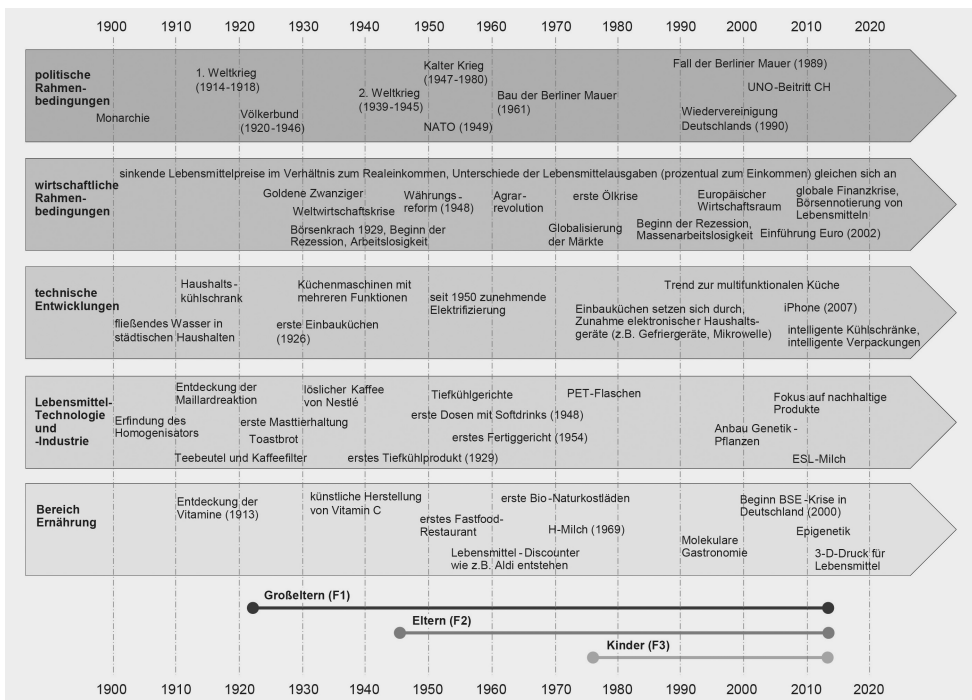 1900 1910 1920 1930 1940 1950 1960 1970 1980 1990 2000 2010 2020
politische
Rahmen-
bedingungen
Monarchie
1. Weltkrieg
(1914-1918)
Völkerbund
(1920-1946)
2. Weltkrieg
(1939-1945)
Kalter Krieg
(1947-1980)
NATO (1949)
Bau der Berliner Mauer
(1961)
Fall der Berliner Mauer (1989)
UNO-Beitritt CH
Wiedervereinigung
Deutschlands (1990)
wirtschaftliche
Rahmen-
bedingungen
sinkende Lebensmittelpreise im Verhältnis zum Realeinkommen, Unterschiede der Lebensmittelausgaben (prozentual zum Einkommen) gleichen sich an
Goldene Zwanziger
Weltwirtschaftskrise
Börsenkrach 1929, Beginn der
Rezession, Arbeitslosigkeit
Währungs-
reform (1948)
Agrar-
revolution
erste Ölkrise
Globalisierung
der Märkte
Europäischer
Wirtschaftsraum
Beginn der Rezession,
Massenarbeitslosigkeit
globale Finanzkrise,
Börsennotierung von
Lebensmitteln
Einführung Euro (2002)
technische
Entwicklungen
Haushalts-
kühlschrank
fließendes Wasser in
städtischen Haushalten
Küchenmaschinen mit
mehreren Funktionen
erste Einbauküchen
(1926)
seit 1950 zunehmende
Elektrifizierung
Trend zur multifunktionalen Küche
Einbauküchen setzen sich durch,
Zunahme elektronischer Haushalts-
geräte (z.B. Gefriergeräte, Mikrowelle)
iPhone (2007)
intelligente Kühlschränke,
intelligente Verpackungen
Lebensmittel-
Technologie
und
-Industrie
Entdeckung der
Maillardreaktion
Erfindung des
Homogenisators
Teebeutel und Kaffeefilter
erste Masttierhaltung
Toastbrot
löslicher Kaffee
von Nestlé
erstes Tiefkühlprodukt (1929)
Tiefkühlgerichte
erste Dosen mit Softdrinks (1948)
erstes Fertiggericht (1954)
PET-Flaschen
Fokus auf nachhaltige
Produkte
Anbau Genetik-
Pflanzen
ESL-Milch
Bereich
Ernährung
Entdeckung der
Vitamine (1913)
künstliche Herstellung
von Vitamin C
erstes Fastfood-
Restaurant
Lebensmittel-Discounter
wie z.B. Aldi entstehen
erste Bio-Naturkostläden
H-Milch (1969)
Molekulare
Gastronomie
Beginn BSE-Krise in
Deutschland (2000)
Epigenetik
3-D-Druck für
Lebensmittel
Großeltern (F1)
Eltern (F2)
Kinder (F3)
1900 1910 1920 1930 1940 1950 1960 1970 1980 1990 2000 2010 2020